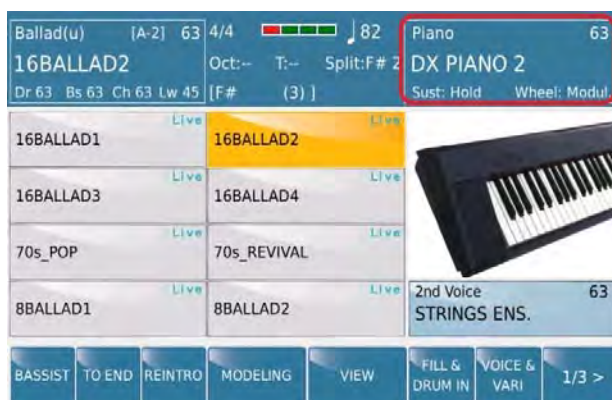 Ballad(u) [A-2] 63
16BALLAD2
Dr 63 Bs 63 Ch 63 Lw 45
4/4 82
Oct:-- T:-- Split:F# 2
[F# (3) ]
Piano 63
DX PIANO 2
Sust: Hold Wheel: Modul.
Live
16BALLAD1
Live
16BALLAD2
Live
16BALLAD3
Live
16BALLAD4
Live
70s_POP
Live
70s_REVIVAL
Live
8BALLAD1
Live
8BALLAD2
2nd Voice 63
STRINGS ENS.
BASSIST
TO END
REINTRO
MODELING
VIEW
FILL &
DRUM IN
VOICE &
VARI
1/3 >